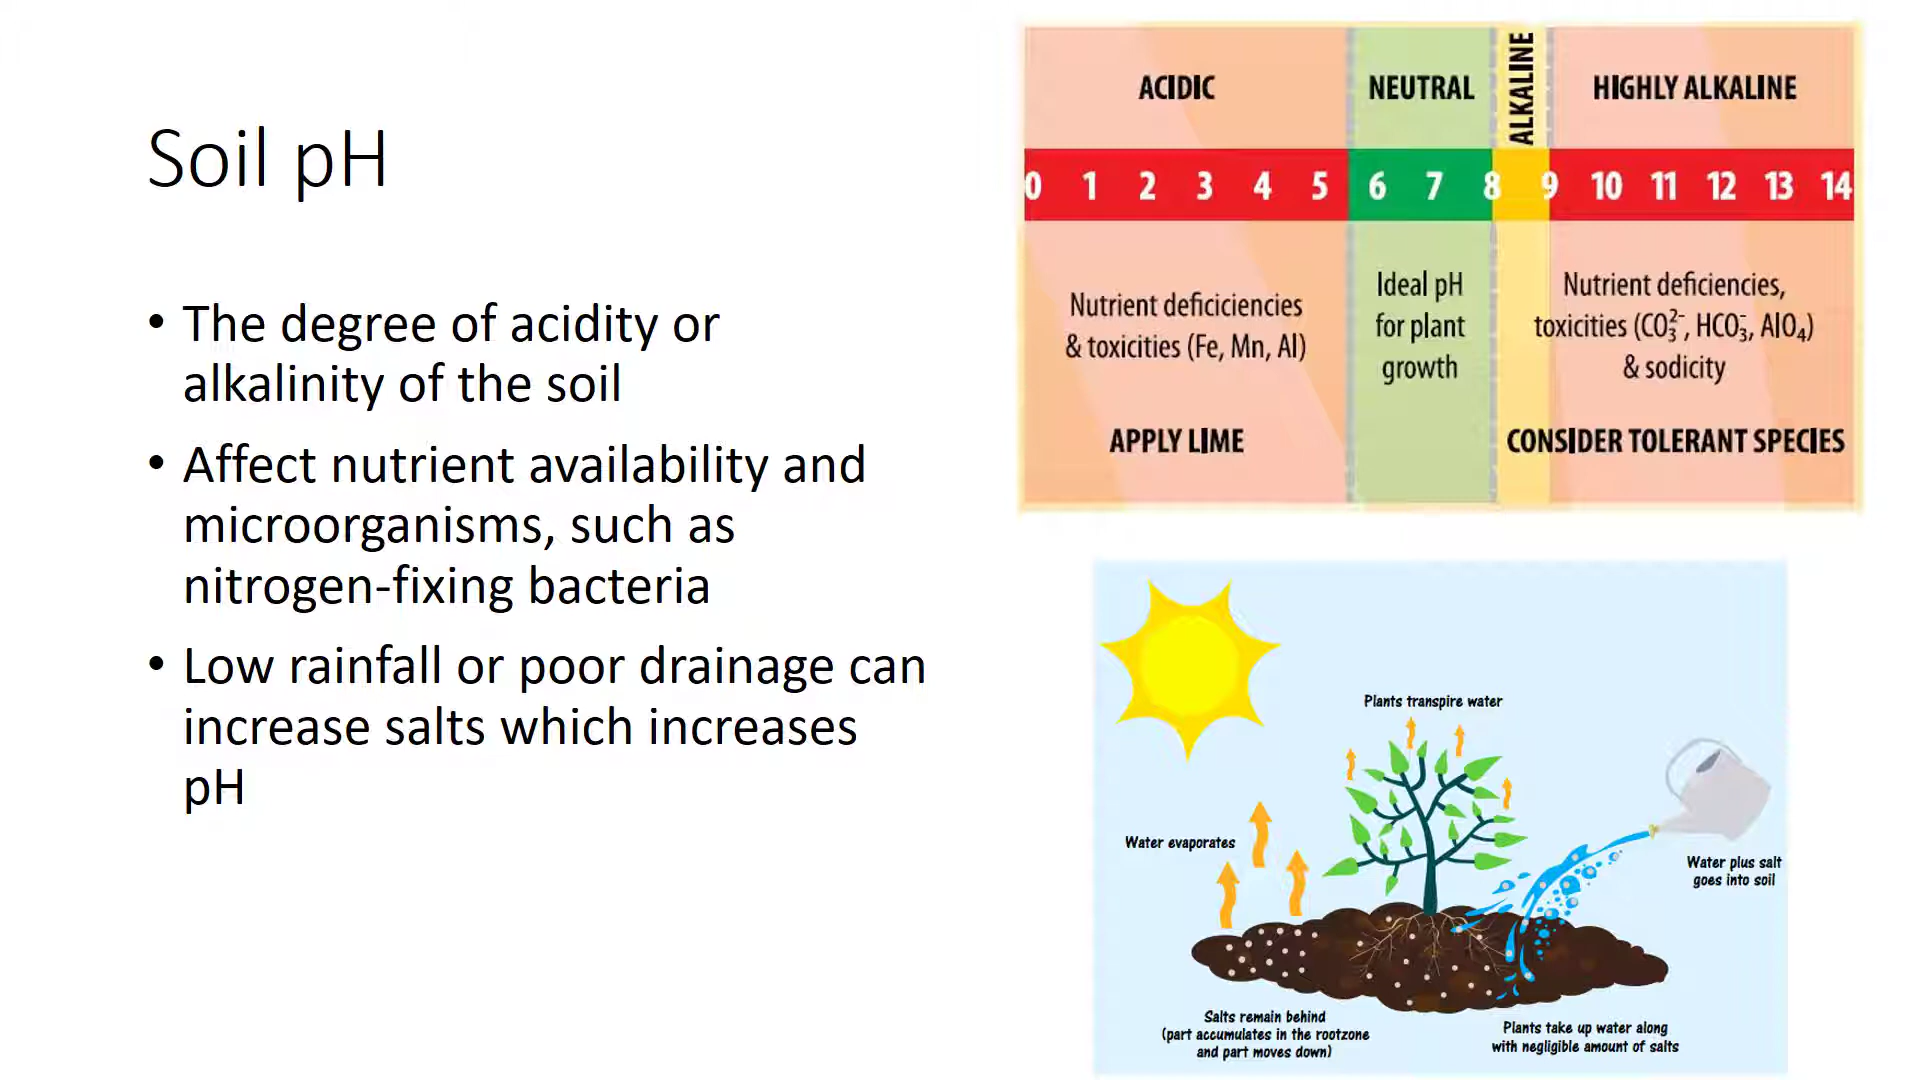 Soil pH
• The degree of acidity or
alkalinity of the soil
• Affect nutrient availability and
microorganisms, such as
nitrogen-fixing bacteria
• Low rainfall or poor drainage can
increase salts which increases
pH
ACIDIC
NEUTRAL
ALKALINE
HIGHLY ALKALINE
0 1 2 3 4 5 6 7 8 9 10 11 12 13 14
Nutrient deficiciencies
& toxicities (Fe, Mn, Al)
APPLY LIME
Ideal pH
for plant
growth
Nutrient deficiencies,
toxicities (CO₃²⁻, HCO₃⁻, AlO₄)
& sodicity
CONSIDER TOLERANT SPECIES
Plants transpire water
Water evaporates
Water plus salt
goes into soil
Salts remain behind
(part accumulates in the rootzone
and part moves down)
Plants take up water along
with negligible amount of salts